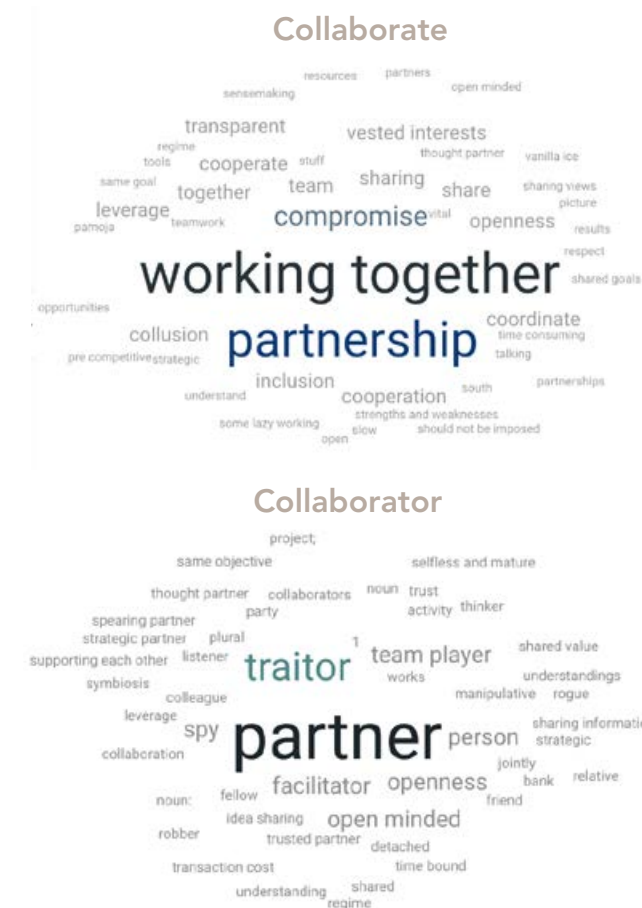 Collaborate
resources partners
sensemaking open minded
transparent vested interests
regime thought partner vanilla ice
tools cooperate stuff
same goal together team sharing share sharing views
leverage compromise vital openness picture
pamoja teamwork results
working together respect
shared goals
opportunities
collusion partnership coordinate
time consuming
pre competitive strategic talking
inclusion south partnerships
understand cooperation
some lazy working strengths and weaknesses
slow should not be imposed
open
Collaborator
project;
same objective selfless and mature
thought partner collaborators noun trust
party activity thinker
spearing partner
strategic partner plural 1 shared value
supporting each other listener traitor team player
symbiosis works understandings
colleague manipulative rogue
leverage spy partner person sharing informatio
strategic
collaboration jointly
facilitator openness bank relative
noun: fellow friend
idea sharing open minded
robber trusted partner detached
transaction cost time bound
understanding shared
regime